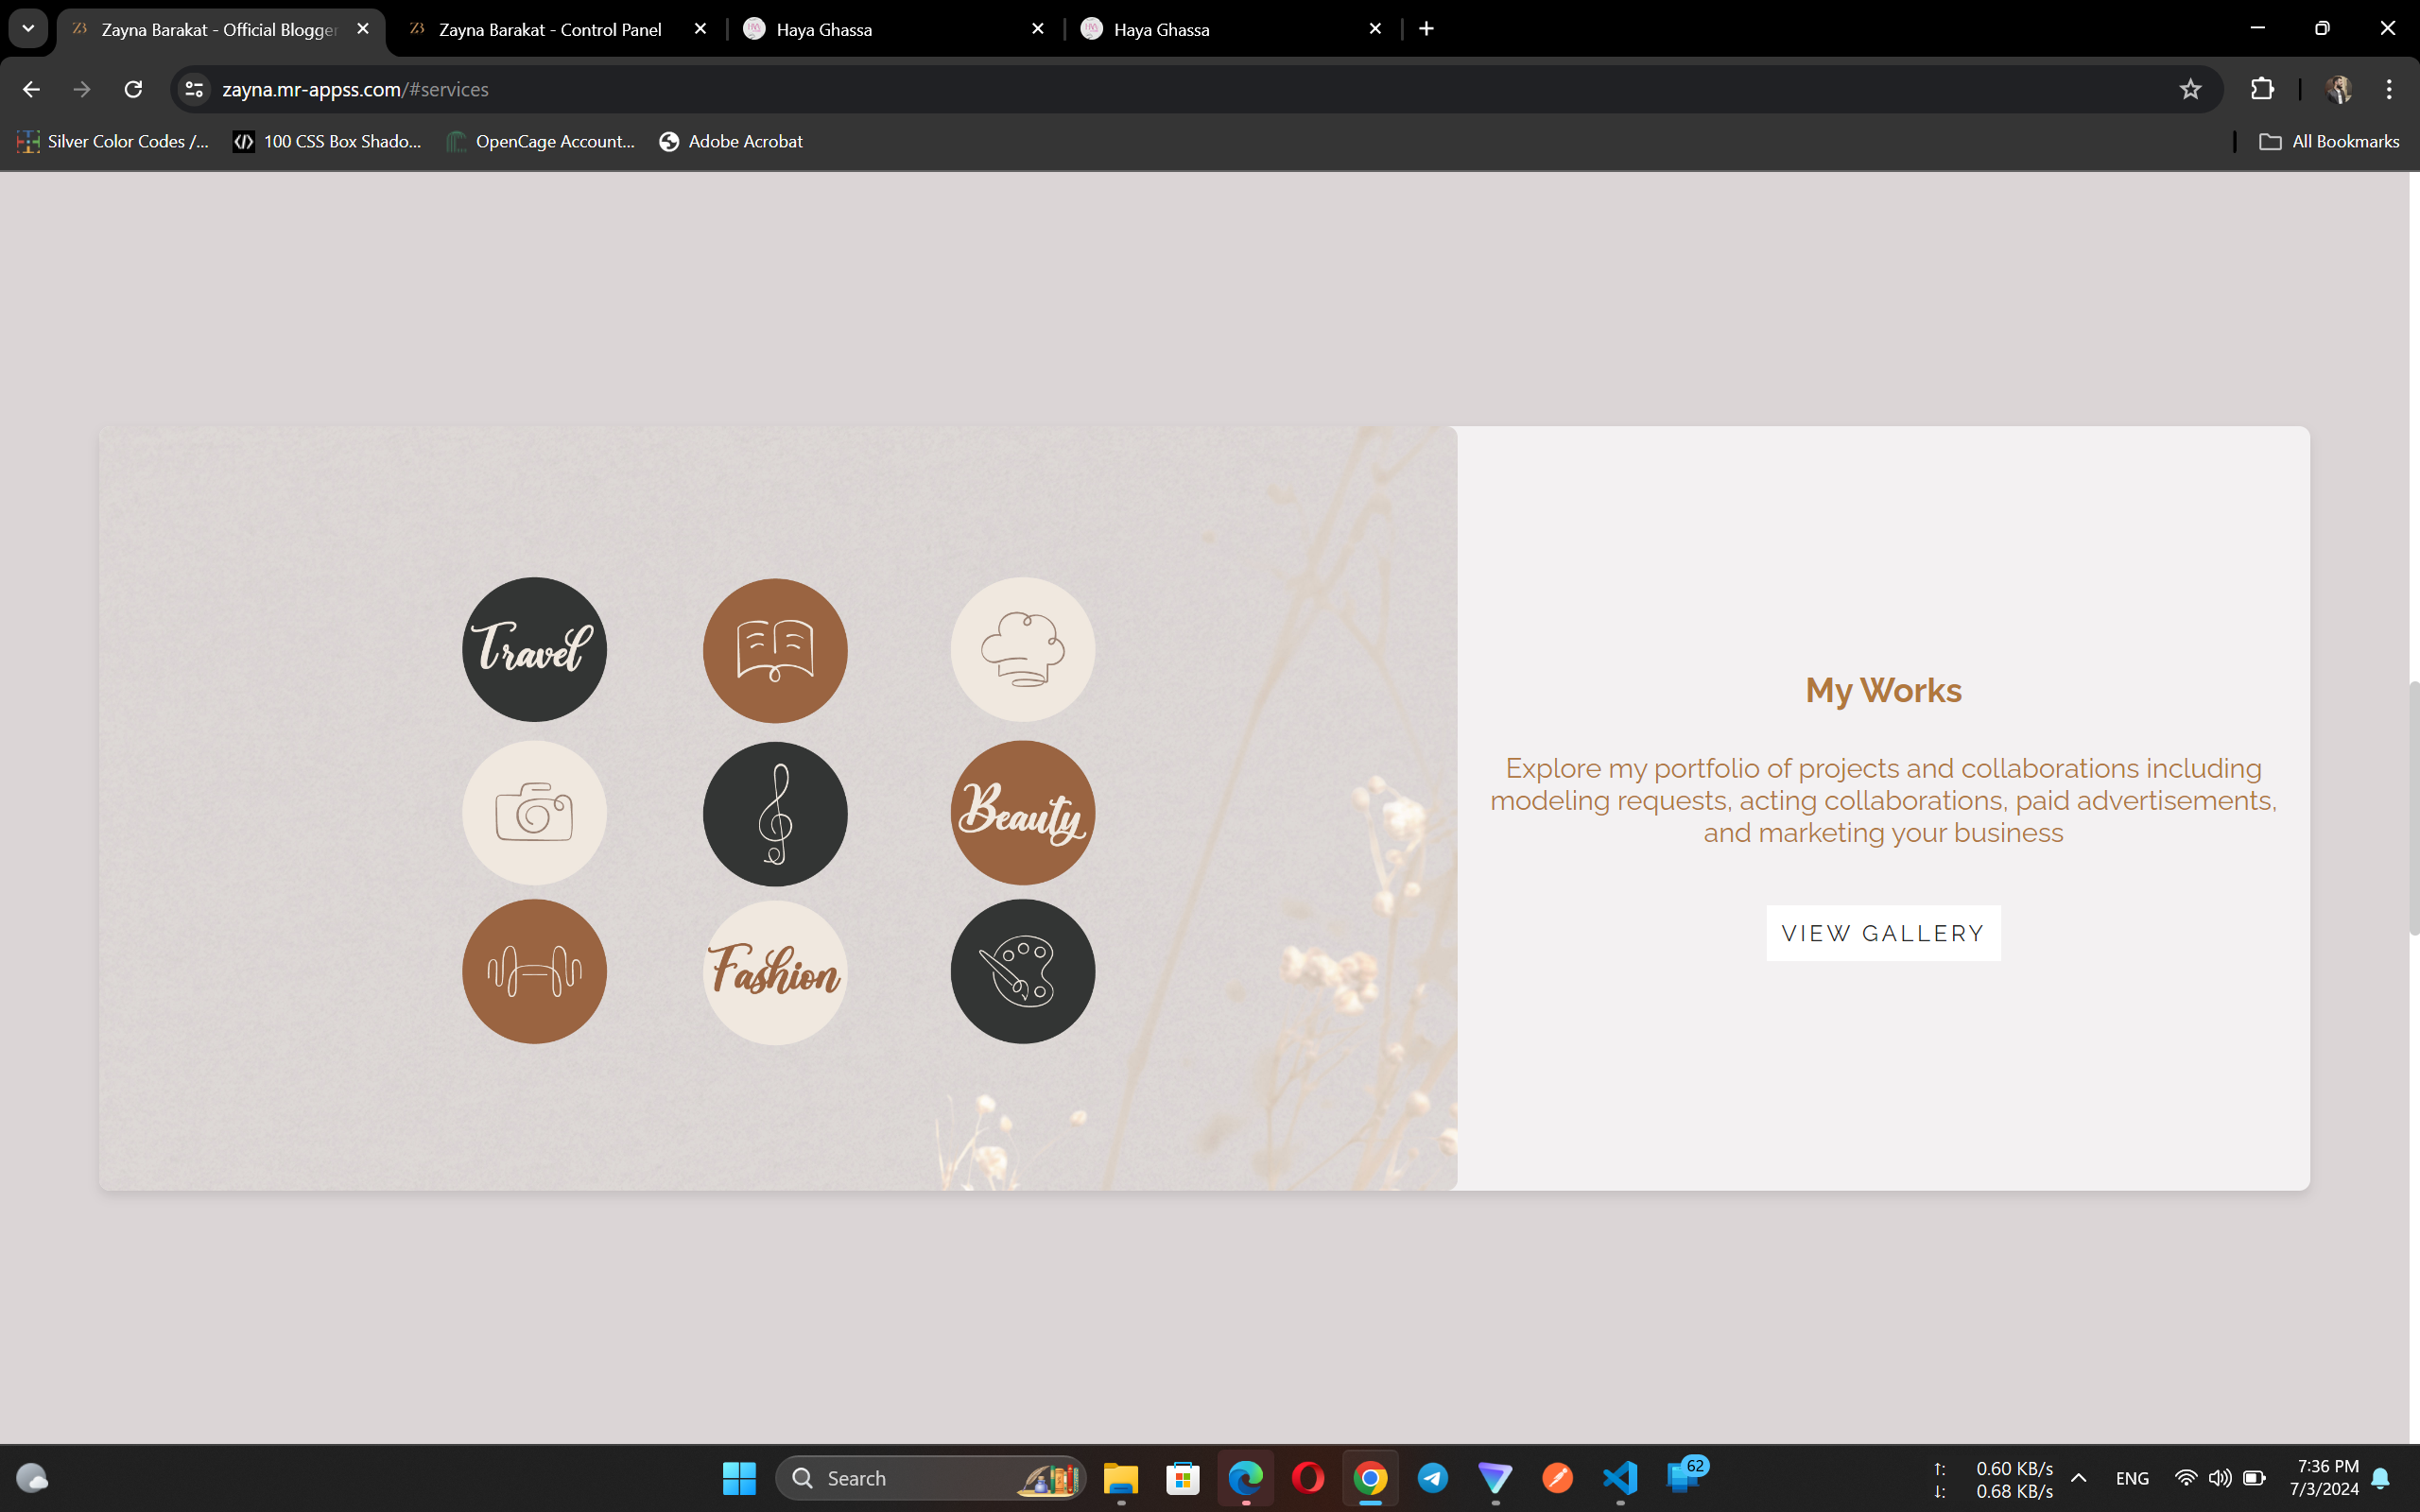 Zayna Barakat - Official Blogger
Zayna Barakat - Control Panel
Haya Ghassa
Haya Ghassa
zayna.mr-appss.com/#services
Silver Color Codes /...
100 CSS Box Shado...
OpenCage Account...
Adobe Acrobat
All Bookmarks
Travel
Beauty
Fashion
My Works
Explore my portfolio of projects and collaborations including
modeling requests, acting collaborations, paid advertisements,
and marketing your business
VIEW GALLERY
Search
62
↑: 0.60 KB/s
↓: 0.68 KB/s
ENG
7:36 PM
7/3/2024